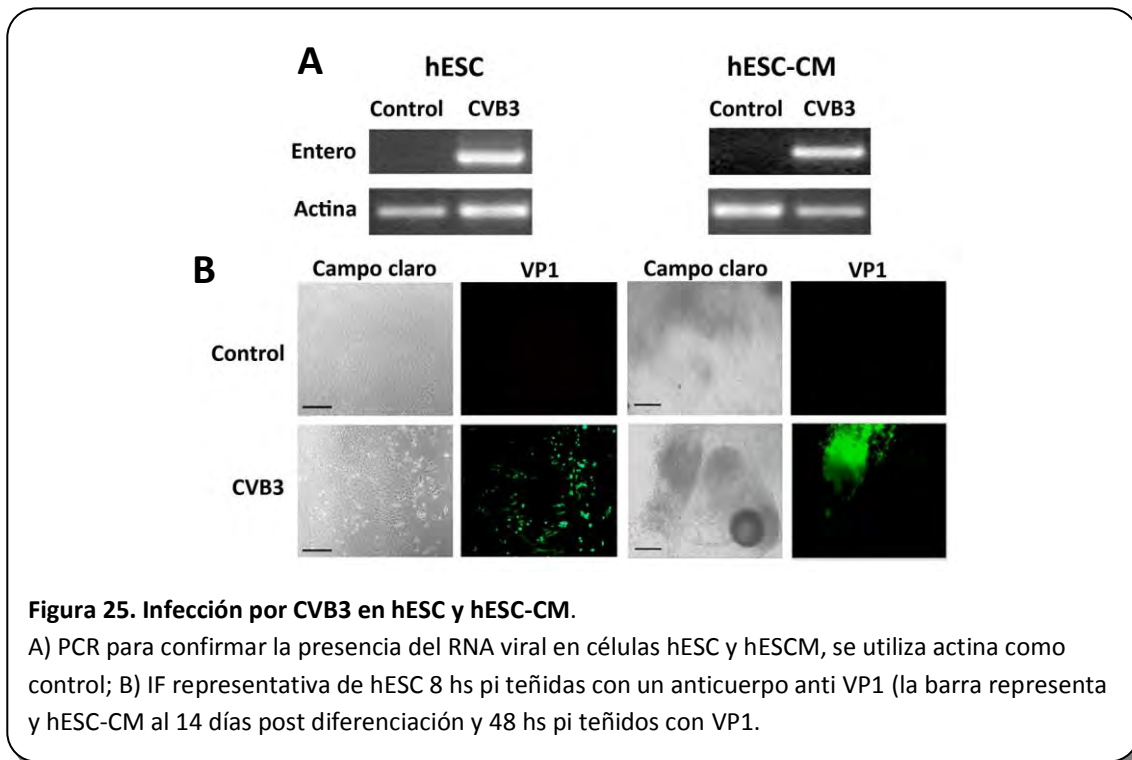 A
hESC hESC-CM
Control CVB3 Control CVB3
Entero
Actina
B
Campo claro VP1 Campo claro VP1
Control
CVB3
Figura 25. Infección por CVB3 en hESC y hESC-CM.
A) PCR para confirmar la presencia del RNA viral en células hESC y hESCM, se utiliza actina como
control; B) IF representativa de hESC 8 hs pi teñidas con un anticuerpo anti VP1 (la barra representa
y hESC-CM al 14 días post diferenciación y 48 hs pi teñidos con VP1.